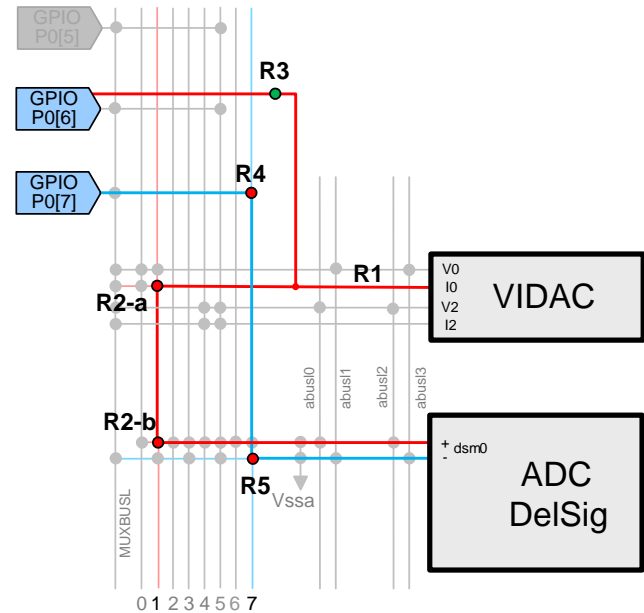 GPIO
P0[5]
R3
GPIO
P0[6]
GPIO
P0[7]
R4
R1
V0
I0
V2
I2
VIDAC
R2-a
abusl0
abusl1
abusl2
abusl3
R2-b
+
-
dsm0
ADC
DelSig
R5
Vssa
MUXBUSL
0 1 2 3 4 5 6 7